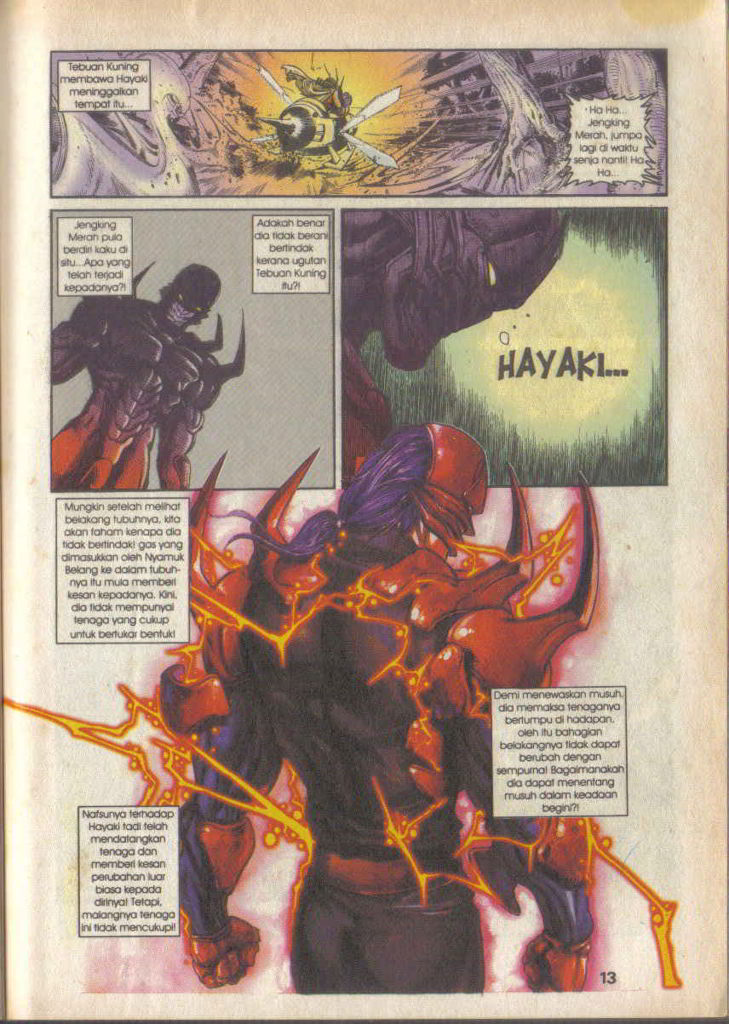 Tebuan Kuning
membawa Hayaki
meninggalkan
tempat itu...
Ha Ha...
Jengking
Merah, jumpa
lagi di waktu
senja nanti! Ha
Ha...
Jengking
Merah pula
berdiri kaku di
situ...Apa yang
telah terjadi
kepadanya?!
Adakah benar
dia tidak berani
bertindak
kerana ugutan
Tebuan Kuning
itu?!
HAYAKI...
Mungkin setelah melihat
belakang tubuhnya, kita
akan faham kenapa dia
tidak bertindak! gas yang
dimasukkan oleh Nyamuk
Belang ke dalam tubuh-
nya itu mula memberi
kesan kepadanya. Kini,
dia tidak mempunyai
tenaga yang cukup
untuk bertukar bentuk!
Demi menewaskan musuh,
dia memaksa tenaganya
bertumpu di hadapan,
oleh itu bahagian
belakangnya tidak dapat
berubah dengan
sempurna! Bagaimanakah
dia dapat menentang
musuh dalam keadaan
begini?!
Nafsunya terhadap
Hayaki tadi telah
mendatangkan
tenaga dan
memberi kesan
perubahan luar
biasa kepada
dirinya! Tetapi,
malangnya tenaga
ini tidak mencukupi!
13